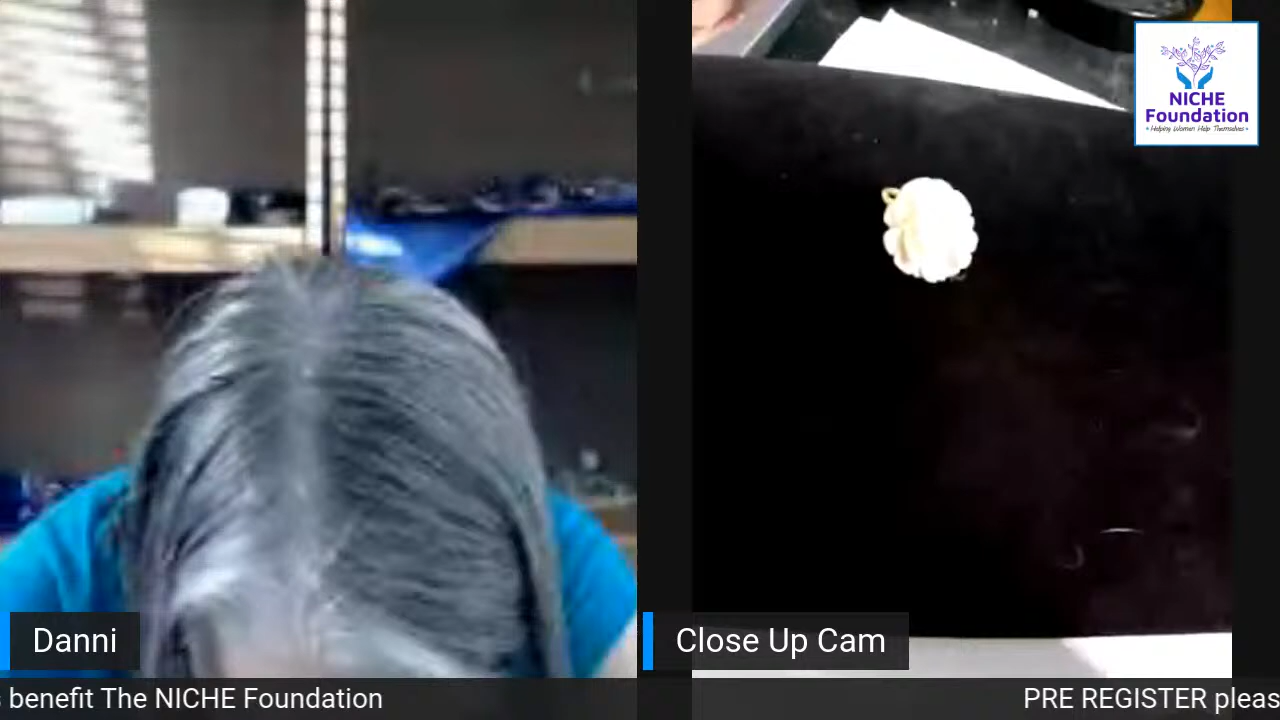 NICHE
Foundation
• Helping Women Help Themselves •
Danni
Close Up Cam
benefit The NICHE Foundation
PRE REGISTER pleas